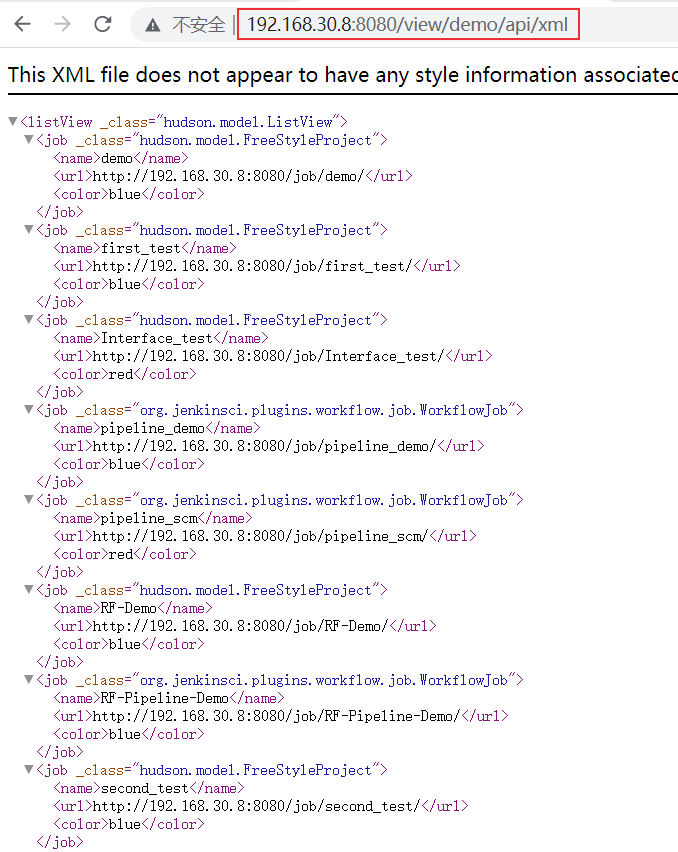 不安全 | 192.168.30.8:8080/view/demo/api/xml
This XML file does not appear to have any style information associated
<listView _class="hudson.model.ListView">
<job _class="hudson.model.FreeStyleProject">
<name>demo</name>
<url>http://192.168.30.8:8080/job/demo/</url>
<color>blue</color>
</job>
<job _class="hudson.model.FreeStyleProject">
<name>first_test</name>
<url>http://192.168.30.8:8080/job/first_test/</url>
<color>blue</color>
</job>
<job _class="hudson.model.FreeStyleProject">
<name>Interface_test</name>
<url>http://192.168.30.8:8080/job/Interface_test/</url>
<color>red</color>
</job>
<job _class="org.jenkinsci.plugins.workflow.job.WorkflowJob">
<name>pipeline_demo</name>
<url>http://192.168.30.8:8080/job/pipeline_demo/</url>
<color>blue</color>
</job>
<job _class="org.jenkinsci.plugins.workflow.job.WorkflowJob">
<name>pipeline_scm</name>
<url>http://192.168.30.8:8080/job/pipeline_scm/</url>
<color>red</color>
</job>
<job _class="hudson.model.FreeStyleProject">
<name>RF-Demo</name>
<url>http://192.168.30.8:8080/job/RF-Demo/</url>
<color>blue</color>
</job>
<job _class="org.jenkinsci.plugins.workflow.job.WorkflowJob">
<name>RF-Pipeline-Demo</name>
<url>http://192.168.30.8:8080/job/RF-Pipeline-Demo/</url>
<color>blue</color>
</job>
<job _class="hudson.model.FreeStyleProject">
<name>second_test</name>
<url>http://192.168.30.8:8080/job/second_test/</url>
<color>blue</color>
</job>